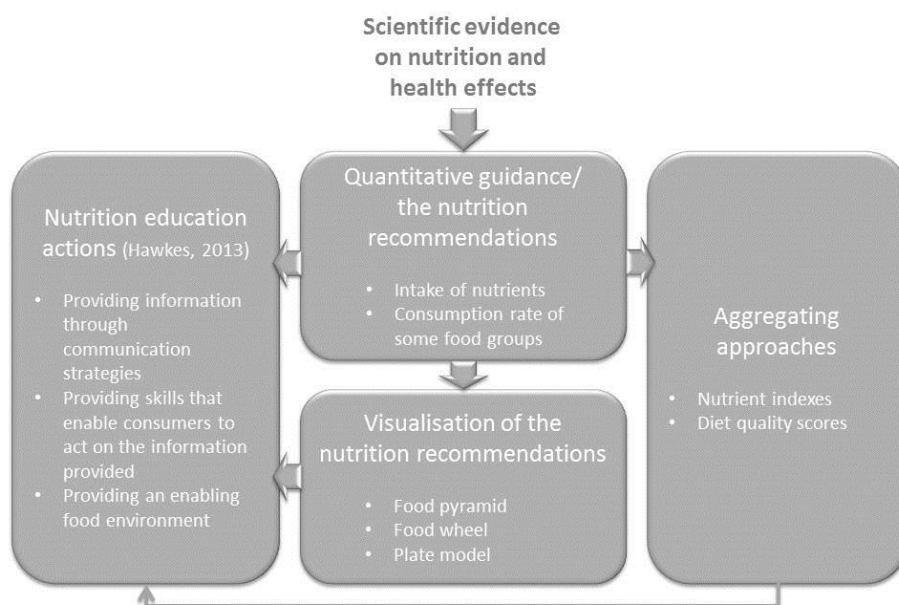 Scientific evidence
on nutrition and
health effects
Nutrition education
actions (Hawkes, 2013)
• Providing information
through
communication
strategies
• Providing skills that
enable consumers to
act on the information
provided
• Providing an enabling
food environment
Quantitative guidance/
the nutrition
recommendations
• Intake of nutrients
• Consumption rate of
some food groups
Visualisation of the
nutrition recommendations
• Food pyramid
• Food wheel
• Plate model
Aggregating
approaches
• Nutrient indexes
• Diet quality scores